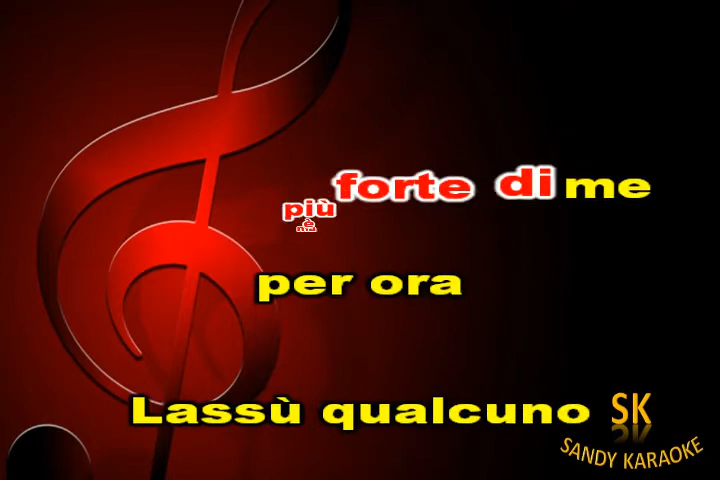 più forte di me
per ora
Lassù qualcuno
SK
SANDY KARAOKE